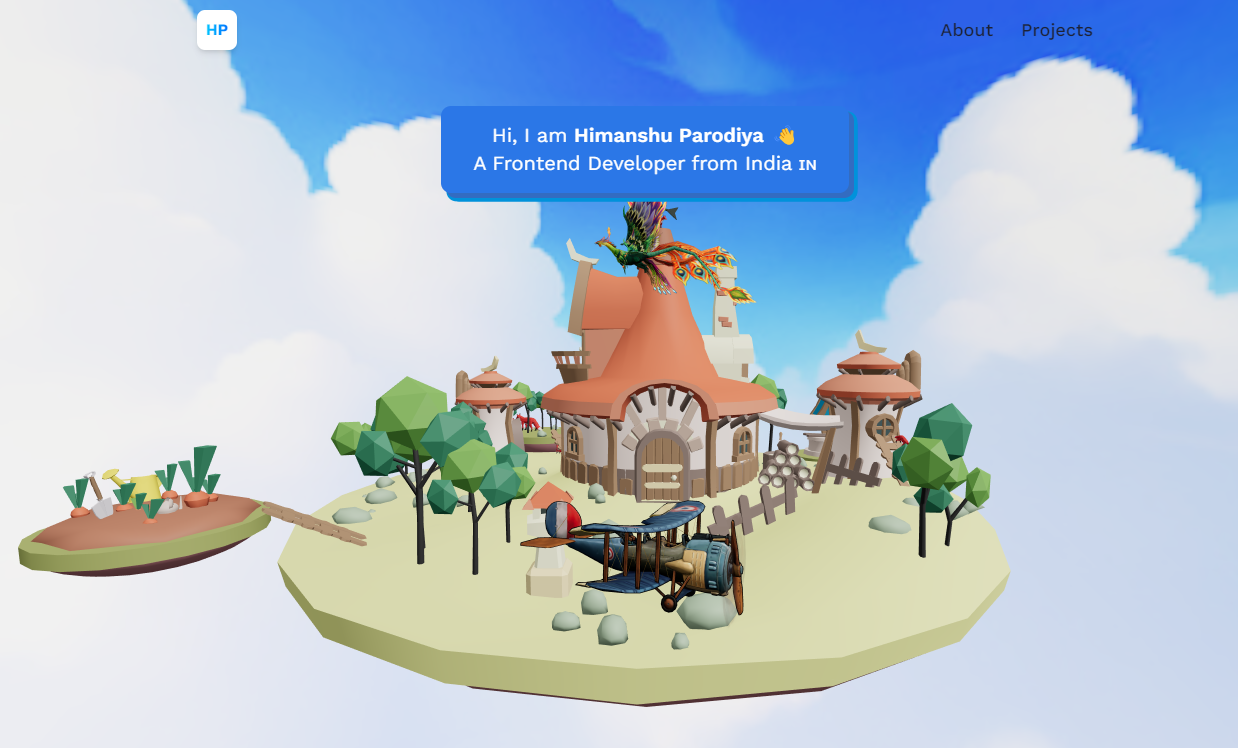 HP
About Projects
Hi, I am Himanshu Parodiya 👋
A Frontend Developer from India IN